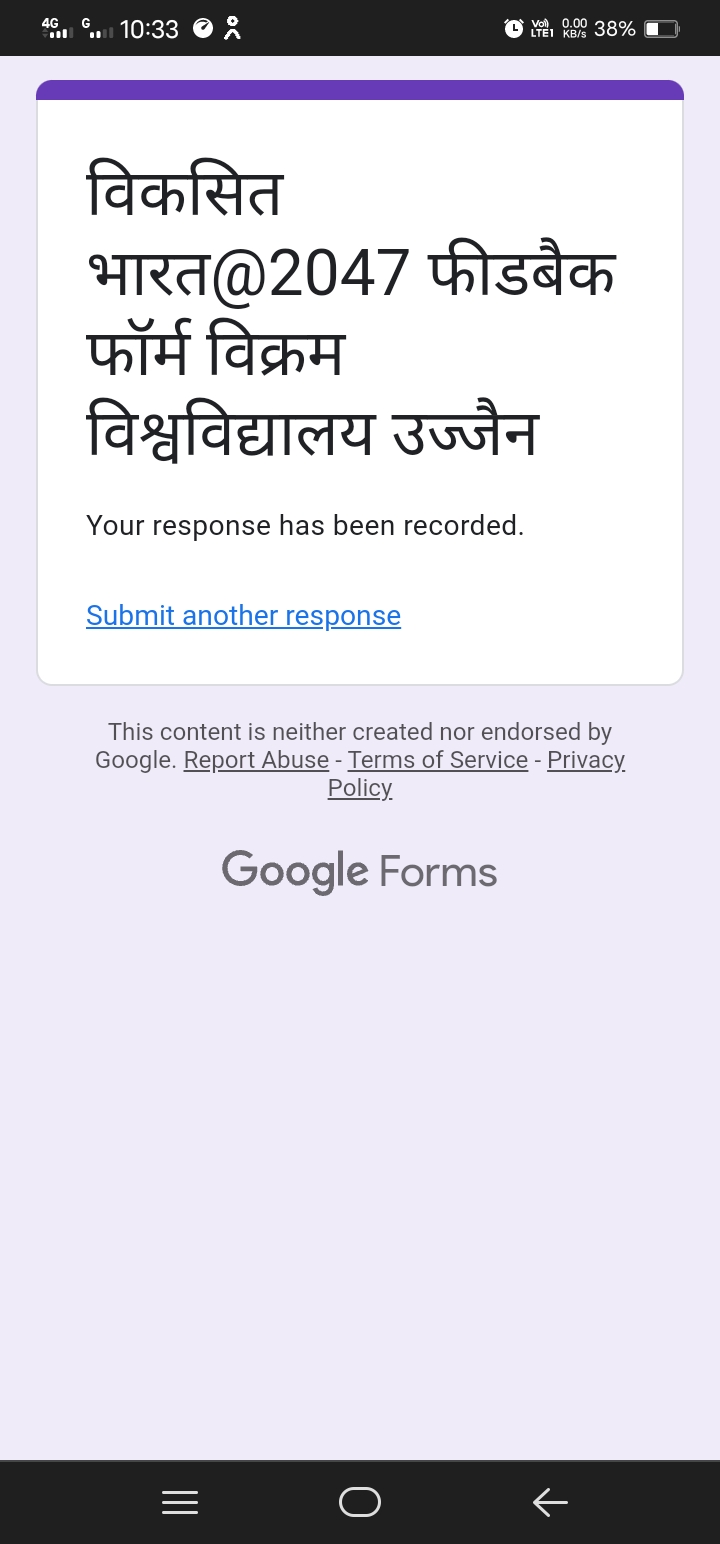 4G G 10:33 Vo) LTE1 0.00 KB/s 38%
विकसित
भारत@2047 फीडबैक
फॉर्म विक्रम
विश्वविद्यालय उज्जैन
Your response has been recorded.
Submit another response
This content is neither created nor endorsed by
Google. Report Abuse - Terms of Service - Privacy
Policy
Google Forms